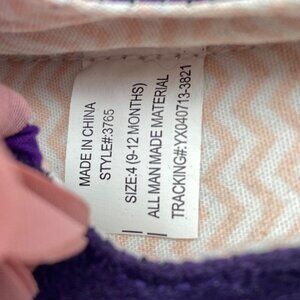 MADE IN CHINA
STYLE#:3765
SIZE:4 (9-12 MONTHS)
ALL MAN MADE MATERIAL
TRACKING#:YX040713-3821